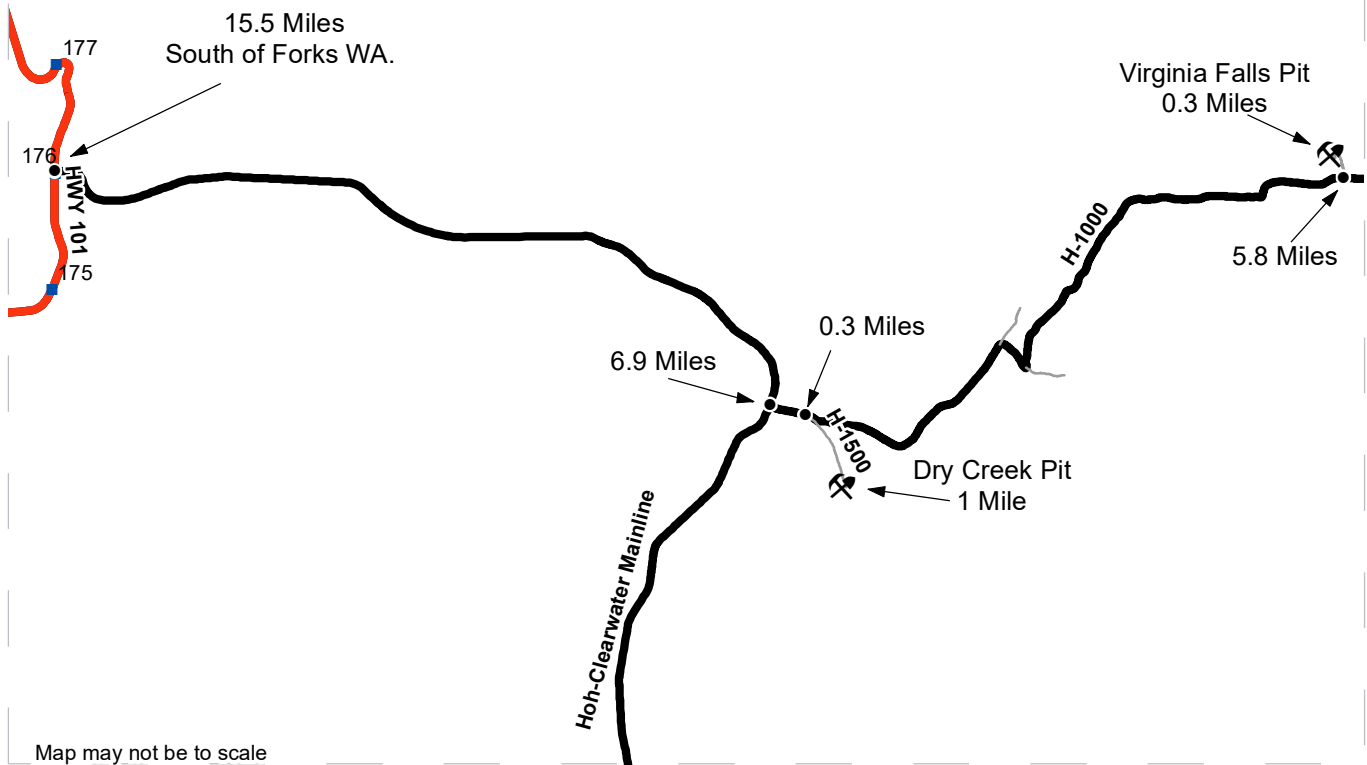 15.5 Miles
South of Forks WA.
177
Virginia Falls Pit
0.3 Miles
176
HWY 101
175
H-1000
5.8 Miles
0.3 Miles
6.9 Miles
H-1500
Dry Creek Pit
1 Mile
Hoh-Clearwater Mainline
Map may not be to scale